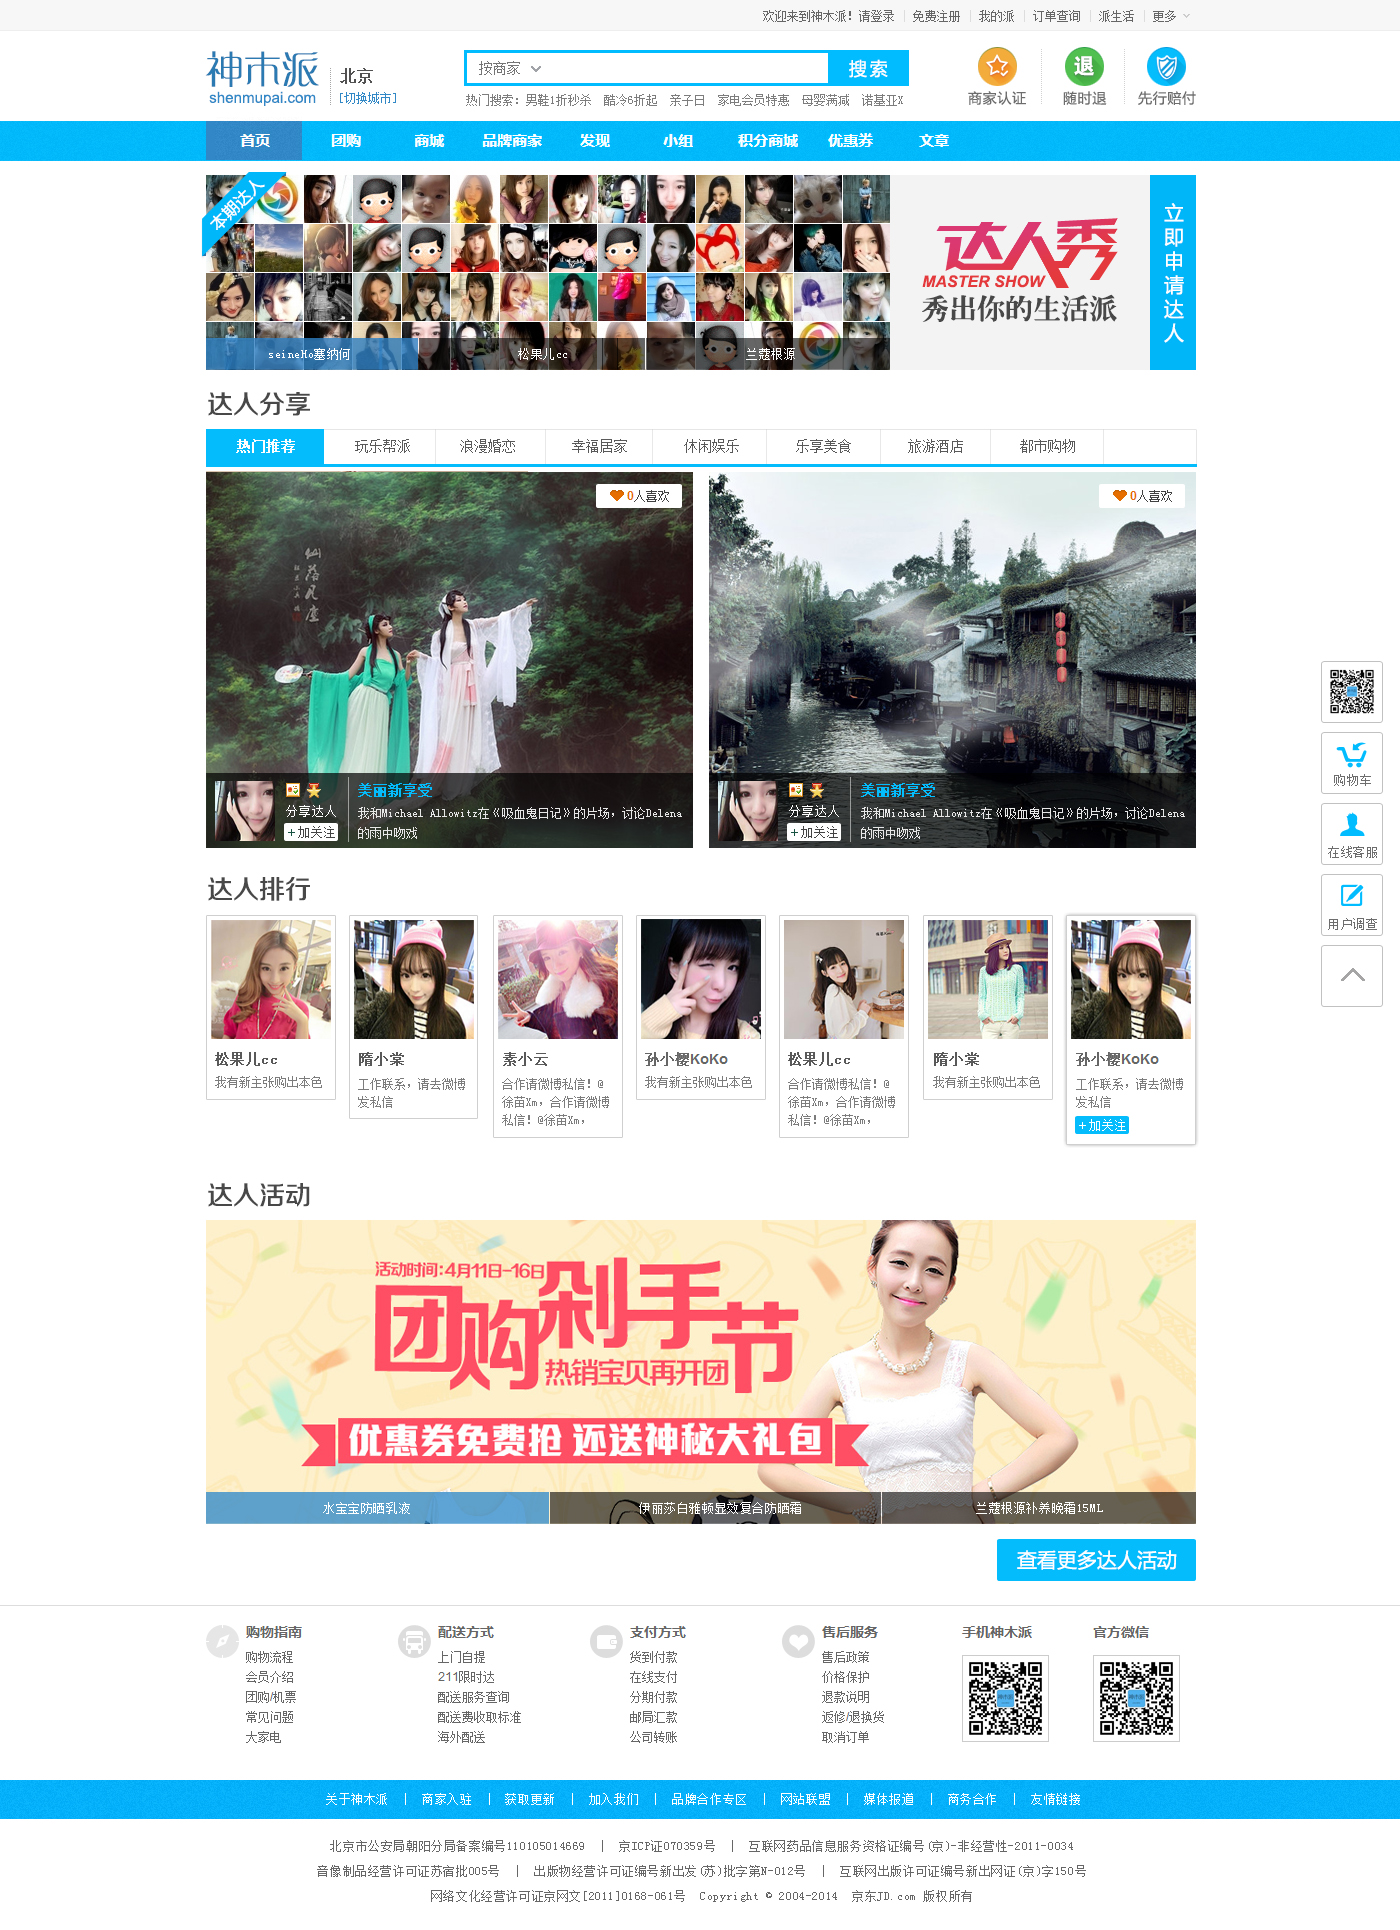 欢迎来到神木派！请登录 免费注册 我的派 订单查询 派生活 更多
神木派
shenmupai.com
北京
[切换城市]
按商家
搜索
热门搜索：男鞋1折秒杀 酷冷6折起 亲子日 家电会员特惠 母婴满减 诺基亚X
商家认证
退
随时退
先行赔付
首页 团购 商城 品牌商家 发现 小组 积分商城 优惠券 文章
本期达人
seineMo塞纳何
松果儿cc
兰蔻根源
达人秀
MASTER SHOW
秀出你的生活派
立即申请达人
达人分享
热门推荐 玩乐帮派 浪漫婚恋 幸福居家 休闲娱乐 乐享美食 旅游酒店 都市购物
0人喜欢
仙落凡尘
分享达人
+加关注
美丽新享受
我和Michael Allowitz在《吸血鬼日记》的片场，讨论Delena
的雨中吻戏
0人喜欢
分享达人
+加关注
美丽新享受
我和Michael Allowitz在《吸血鬼日记》的片场，讨论Delena
的雨中吻戏
购物车
在线客服
用户调查
达人排行
松果儿cc
我有新主张购出本色
隋小棠
工作联系，请去微博
发私信
素小云
合作请微博私信！@
徐苗Xm，合作请微博
私信！@徐苗Xm，
孙小樱KoKo
我有新主张购出本色
松果儿cc
合作请微博私信！@
徐苗Xm，合作请微博
私信！@徐苗Xm，
隋小棠
我有新主张购出本色
孙小樱KoKo
工作联系，请去微博
发私信
+加关注
达人活动
活动时间:4月11日-16日
团购剁手节
热销宝贝再开团
优惠券免费抢 还送神秘大礼包
水宝宝防晒乳液
伊丽莎白雅顿显效复合防晒霜
兰蔻根源补养晚霜15ML
查看更多达人活动
购物指南
购物流程
会员介绍
团购/机票
常见问题
大家电
配送方式
上门自提
211限时达
配送服务查询
配送费收取标准
海外配送
支付方式
货到付款
在线支付
分期付款
邮局汇款
公司转账
售后服务
售后政策
价格保护
退款说明
返修/退换货
取消订单
手机神木派
神木派
官方微信
神木派
关于神木派 | 商家入驻 | 获取更新 | 加入我们 | 品牌合作专区 | 网站联盟 | 媒体报道 | 商务合作 | 友情链接
北京市公安局朝阳分局备案编号110105014669 | 京ICP证070359号 | 互联网药品信息服务资格证编号(京)-非经营性-2011-0034
音像制品经营许可证苏宿批005号 | 出版物经营许可证编号新出发(苏)批字第N-012号 | 互联网出版许可证编号新出网证(京)字150号
网络文化经营许可证京网文[2011]0168-061号 Copyright © 2004-2014 京东JD.com 版权所有